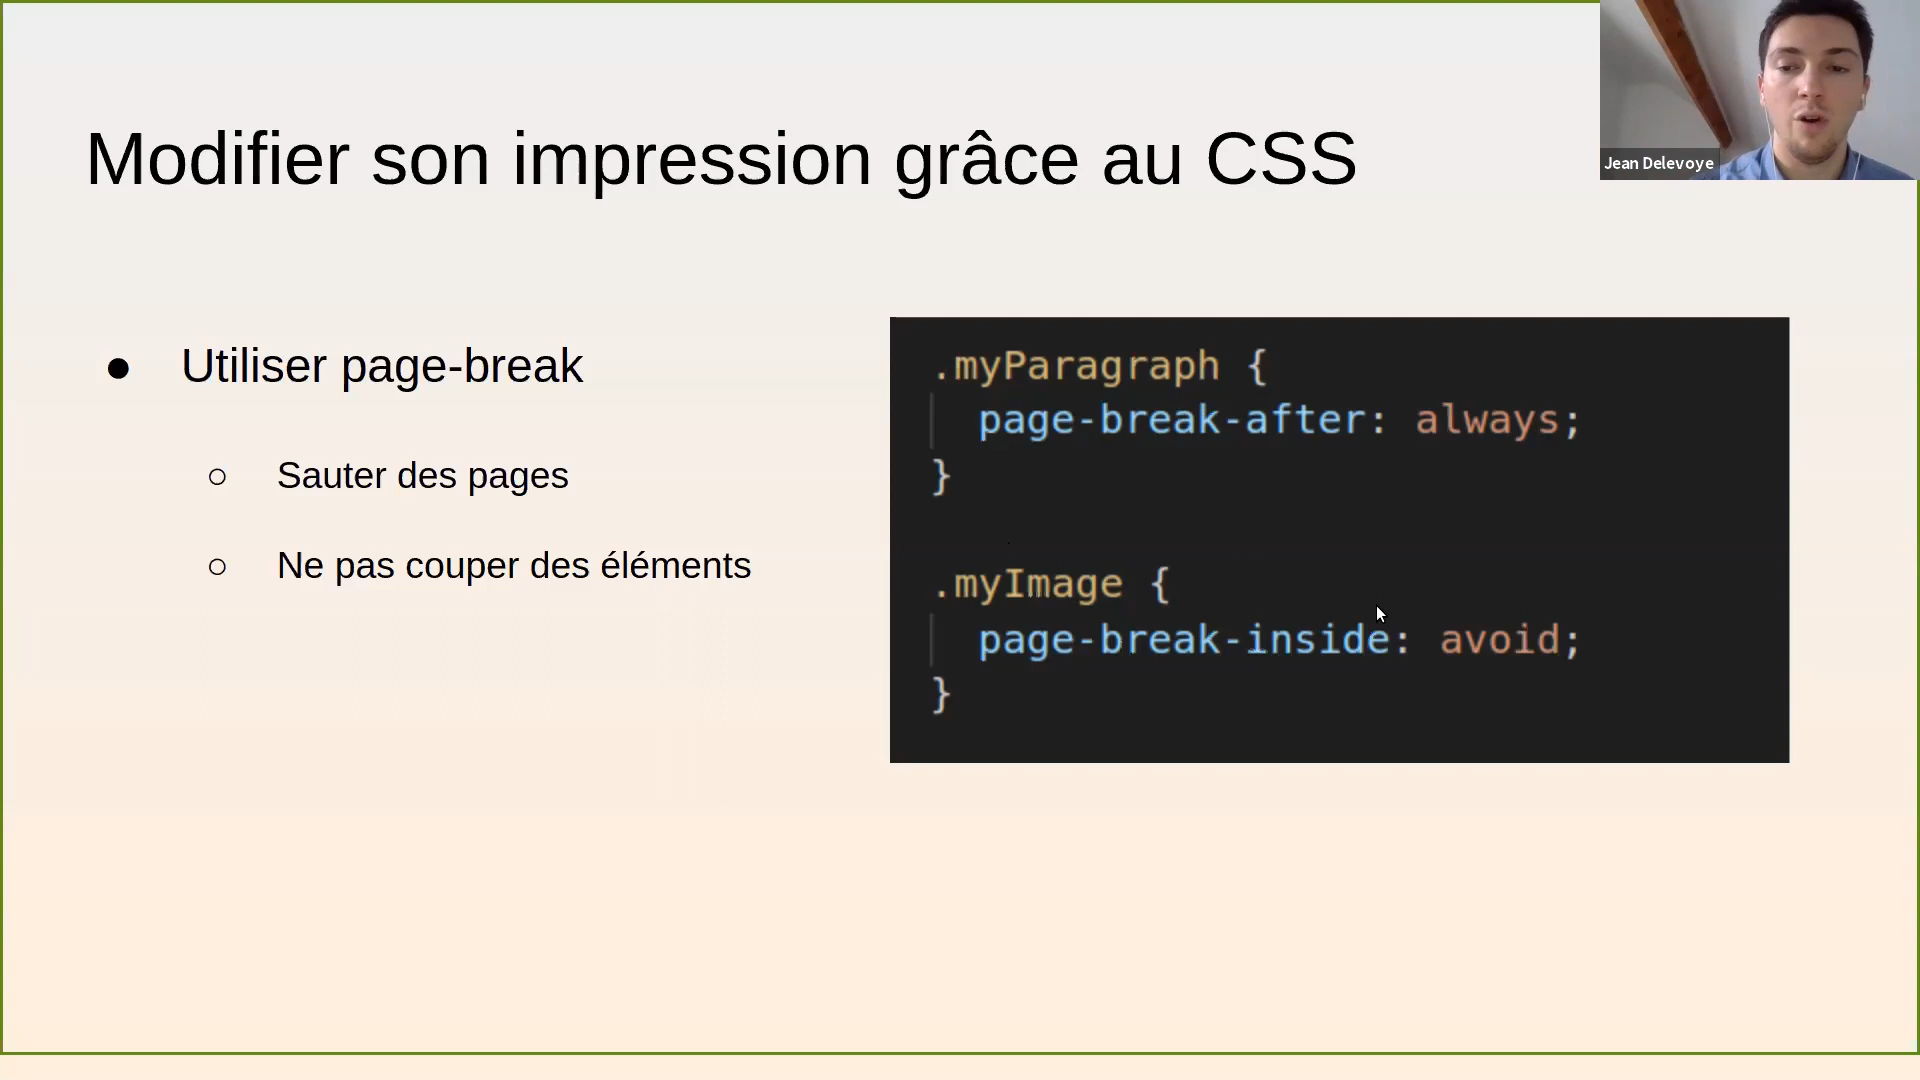 Modifier son impression grâce au CSS
Jean Delevoye
● Utiliser page-break
○ Sauter des pages
○ Ne pas couper des éléments
.myParagraph {
page-break-after: always;
}
.myImage {
page-break-inside: avoid;
}